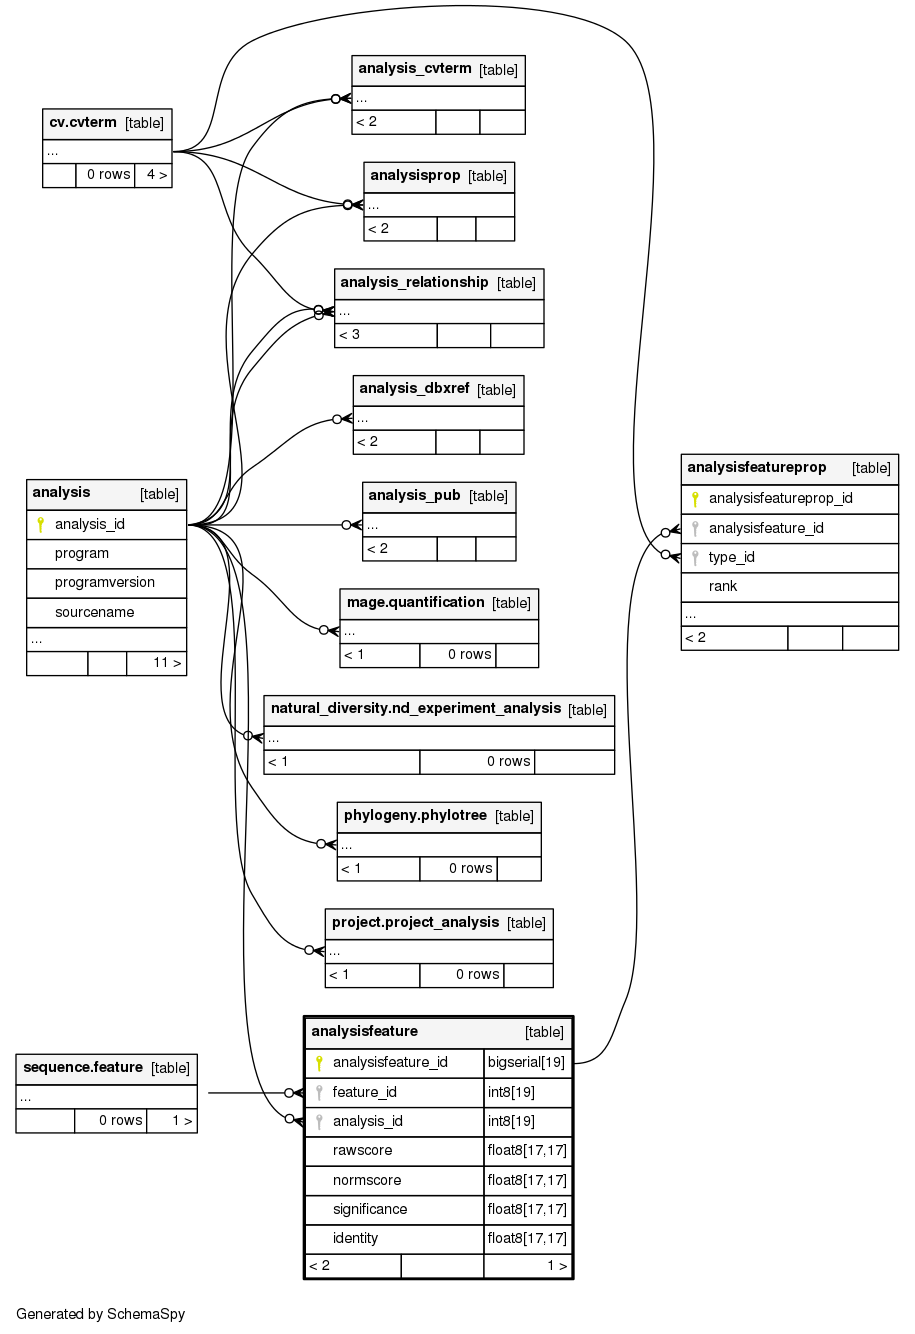 analysis_cvterm [table]
...
< 2
cv.cvterm [table]
...
0 rows 4 >
analysisprop [table]
...
< 2
analysis_relationship [table]
...
< 3
analysis_dbxref [table]
...
< 2
analysis [table]
analysis_id
program
programversion
sourcename
...
11 >
analysis_pub [table]
...
< 2
analysisfeatureprop [table]
analysisfeatureprop_id
analysisfeature_id
type_id
rank
...
< 2
mage.quantification [table]
...
< 1 0 rows
natural_diversity.nd_experiment_analysis [table]
...
< 1 0 rows
phylogeny.phylotree [table]
...
< 1 0 rows
project.project_analysis [table]
...
< 1 0 rows
sequence.feature [table]
...
0 rows 1 >
analysisfeature [table]
analysisfeature_id bigserial[19]
feature_id int8[19]
analysis_id int8[19]
rawscore float8[17,17]
normscore float8[17,17]
significance float8[17,17]
identity float8[17,17]
< 2 1 >
Generated by SchemaSpy